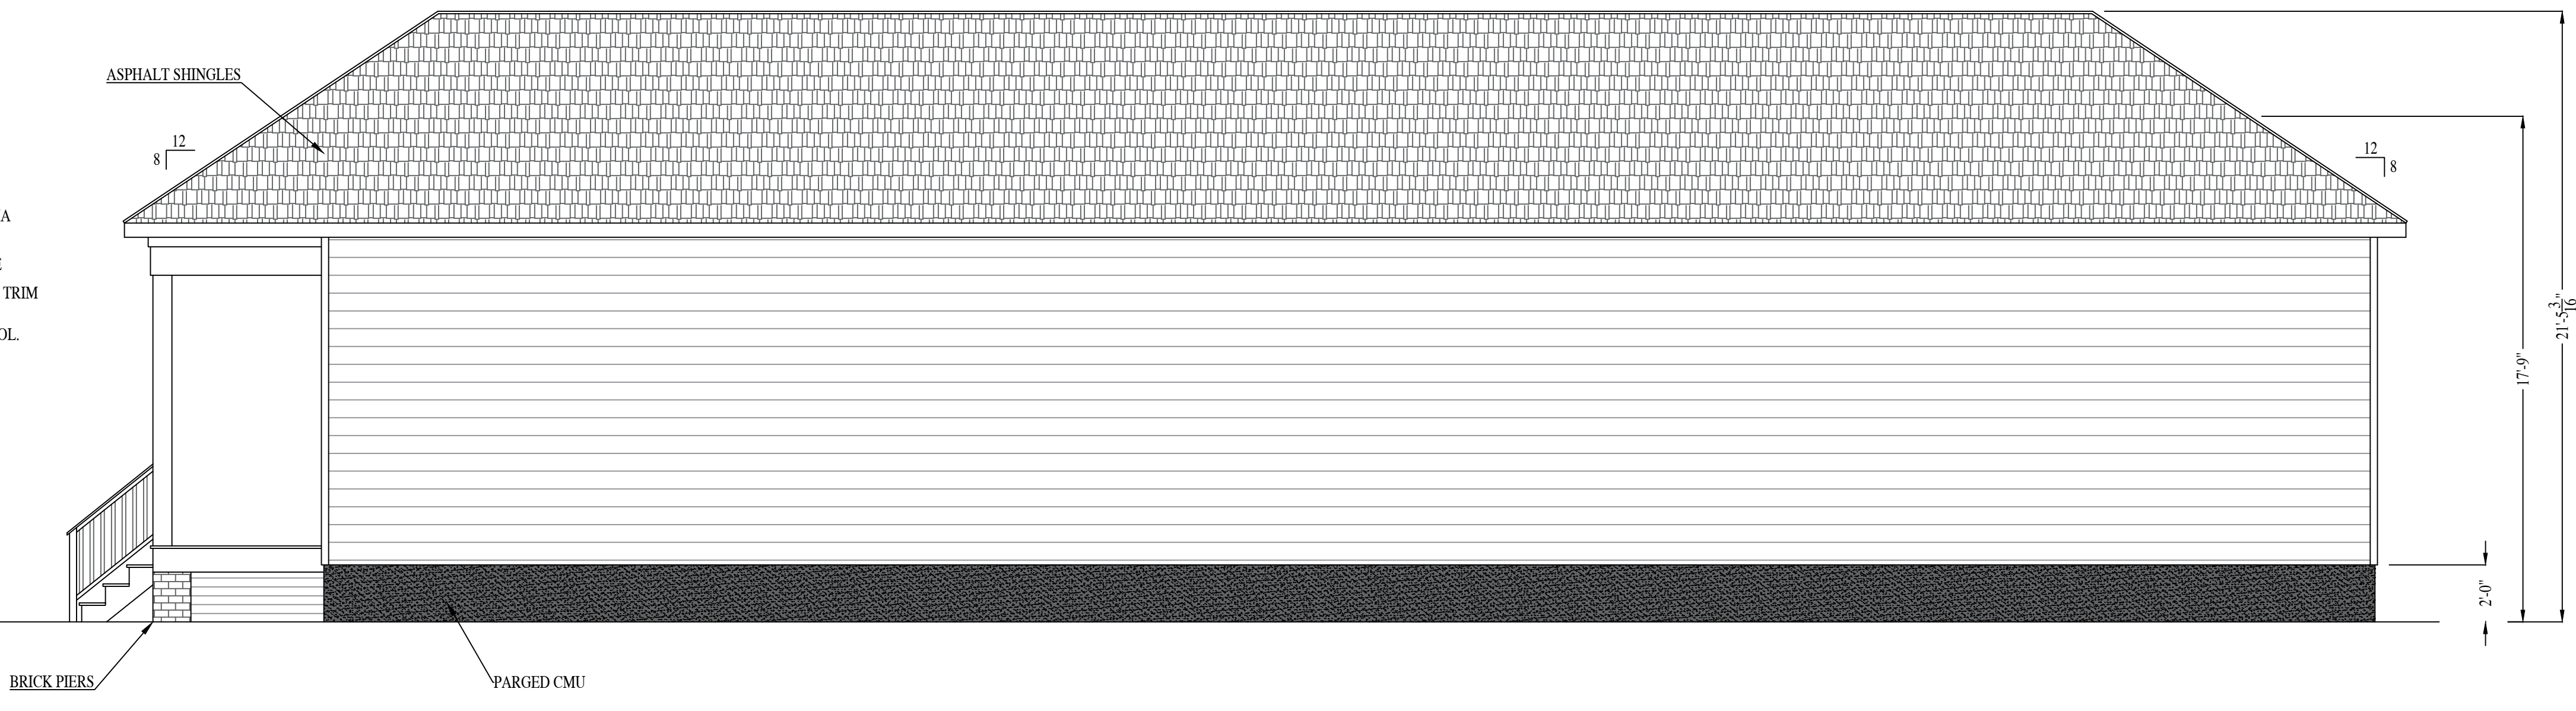 ASPHALT SHINGLES
12
8
12
8
A
E
TRIM
OL.
21'-5 3/16"
17'-9"
2'-0"
BRICK PIERS
PARGED CMU